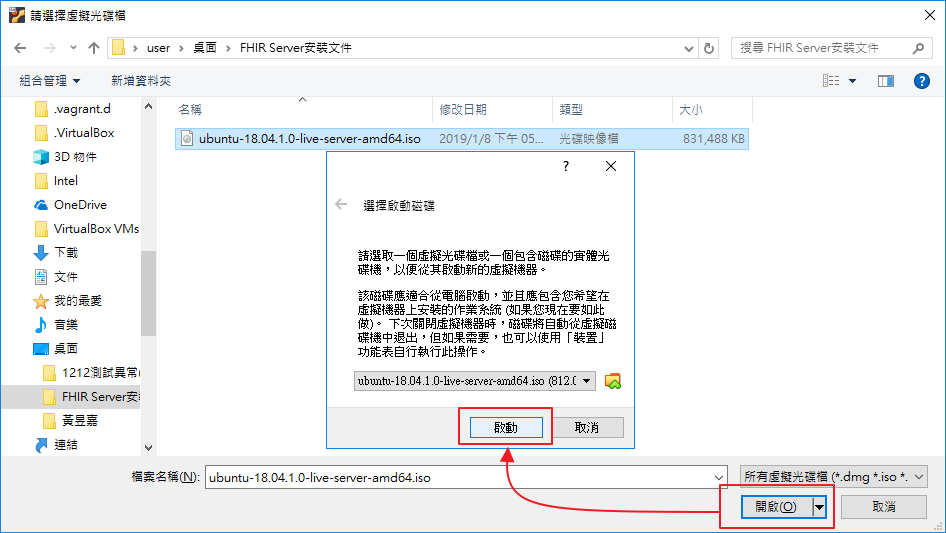 請選擇虛擬光碟檔
user 桌面 FHIR Server安裝文件
搜尋 FHIR Server安裝文件
組合管理 新增資料夾
名稱 修改日期 類型 大小
ubuntu-18.04.1.0-live-server-amd64.iso 2019/1/8 下午 05... 光碟映像檔 831,488 KB
.vagrant.d
.VirtualBox
3D 物件
Intel
OneDrive
VirtualBox VMs
下載
文件
我的最愛
音樂
桌面
1212測試異常(
FHIR Server安裝
黃昱嘉
連結
?
選擇啟動磁碟
請選取一個虛擬光碟檔或一個包含磁碟的實體光
碟機，以便從其啟動新的虛擬機器。
該磁碟應適合從電腦啟動，並且應包含您希望在
虛擬機器上安裝的作業系統 (如果您現在要如此
做)。 下次關閉虛擬機器時，磁碟將自動從虛擬磁
碟機中退出，但如果需要，也可以使用「裝置」
功能表自行執行此操作。
ubuntu-18.04.1.0-live-server-amd64.iso (812.0
啟動 取消
檔案名稱(N): ubuntu-18.04.1.0-live-server-amd64.iso 所有虛擬光碟檔 (*.dmg *.iso *.
開啟(O) 取消